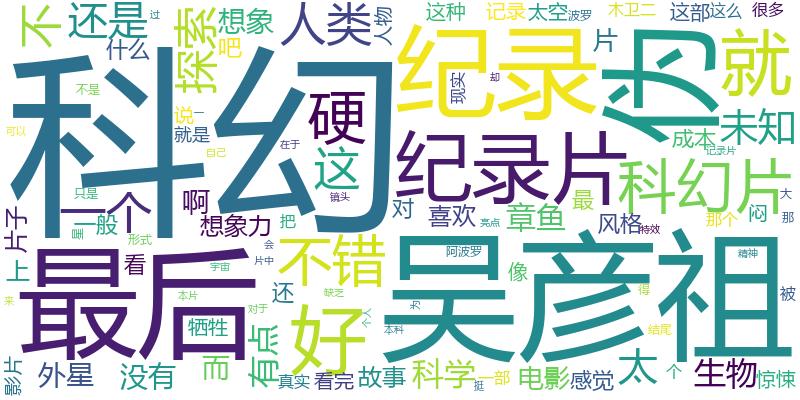 不 还是 什么 探索 想象 吧 人类 人物 这种 记录 太空 波罗 木卫二 这部 这么 很多
过 不是 说 一 就是 可以 自己 在于
科幻 硬 这 纪录 片 现实 却 伪 就 未知 成本 记录片
纪录片 科幻片
片子 一个 一般 啊 想象力 只是 镜头 对 喜欢 章鱼 最 风格 特效 那个 闷 大 那
上 看 形式 把 会 宇宙 片中 亮点
最后 不错 还 像 阿波罗 吴彦祖 精神 被
来 本片 牺牲 对于 缺乏 好 个人 为 本科 得 结尾
影片 外星 没有 而 有点 真实 看完 故事 科学 挺 一部 电影 感觉 太 个 生物 惊悚